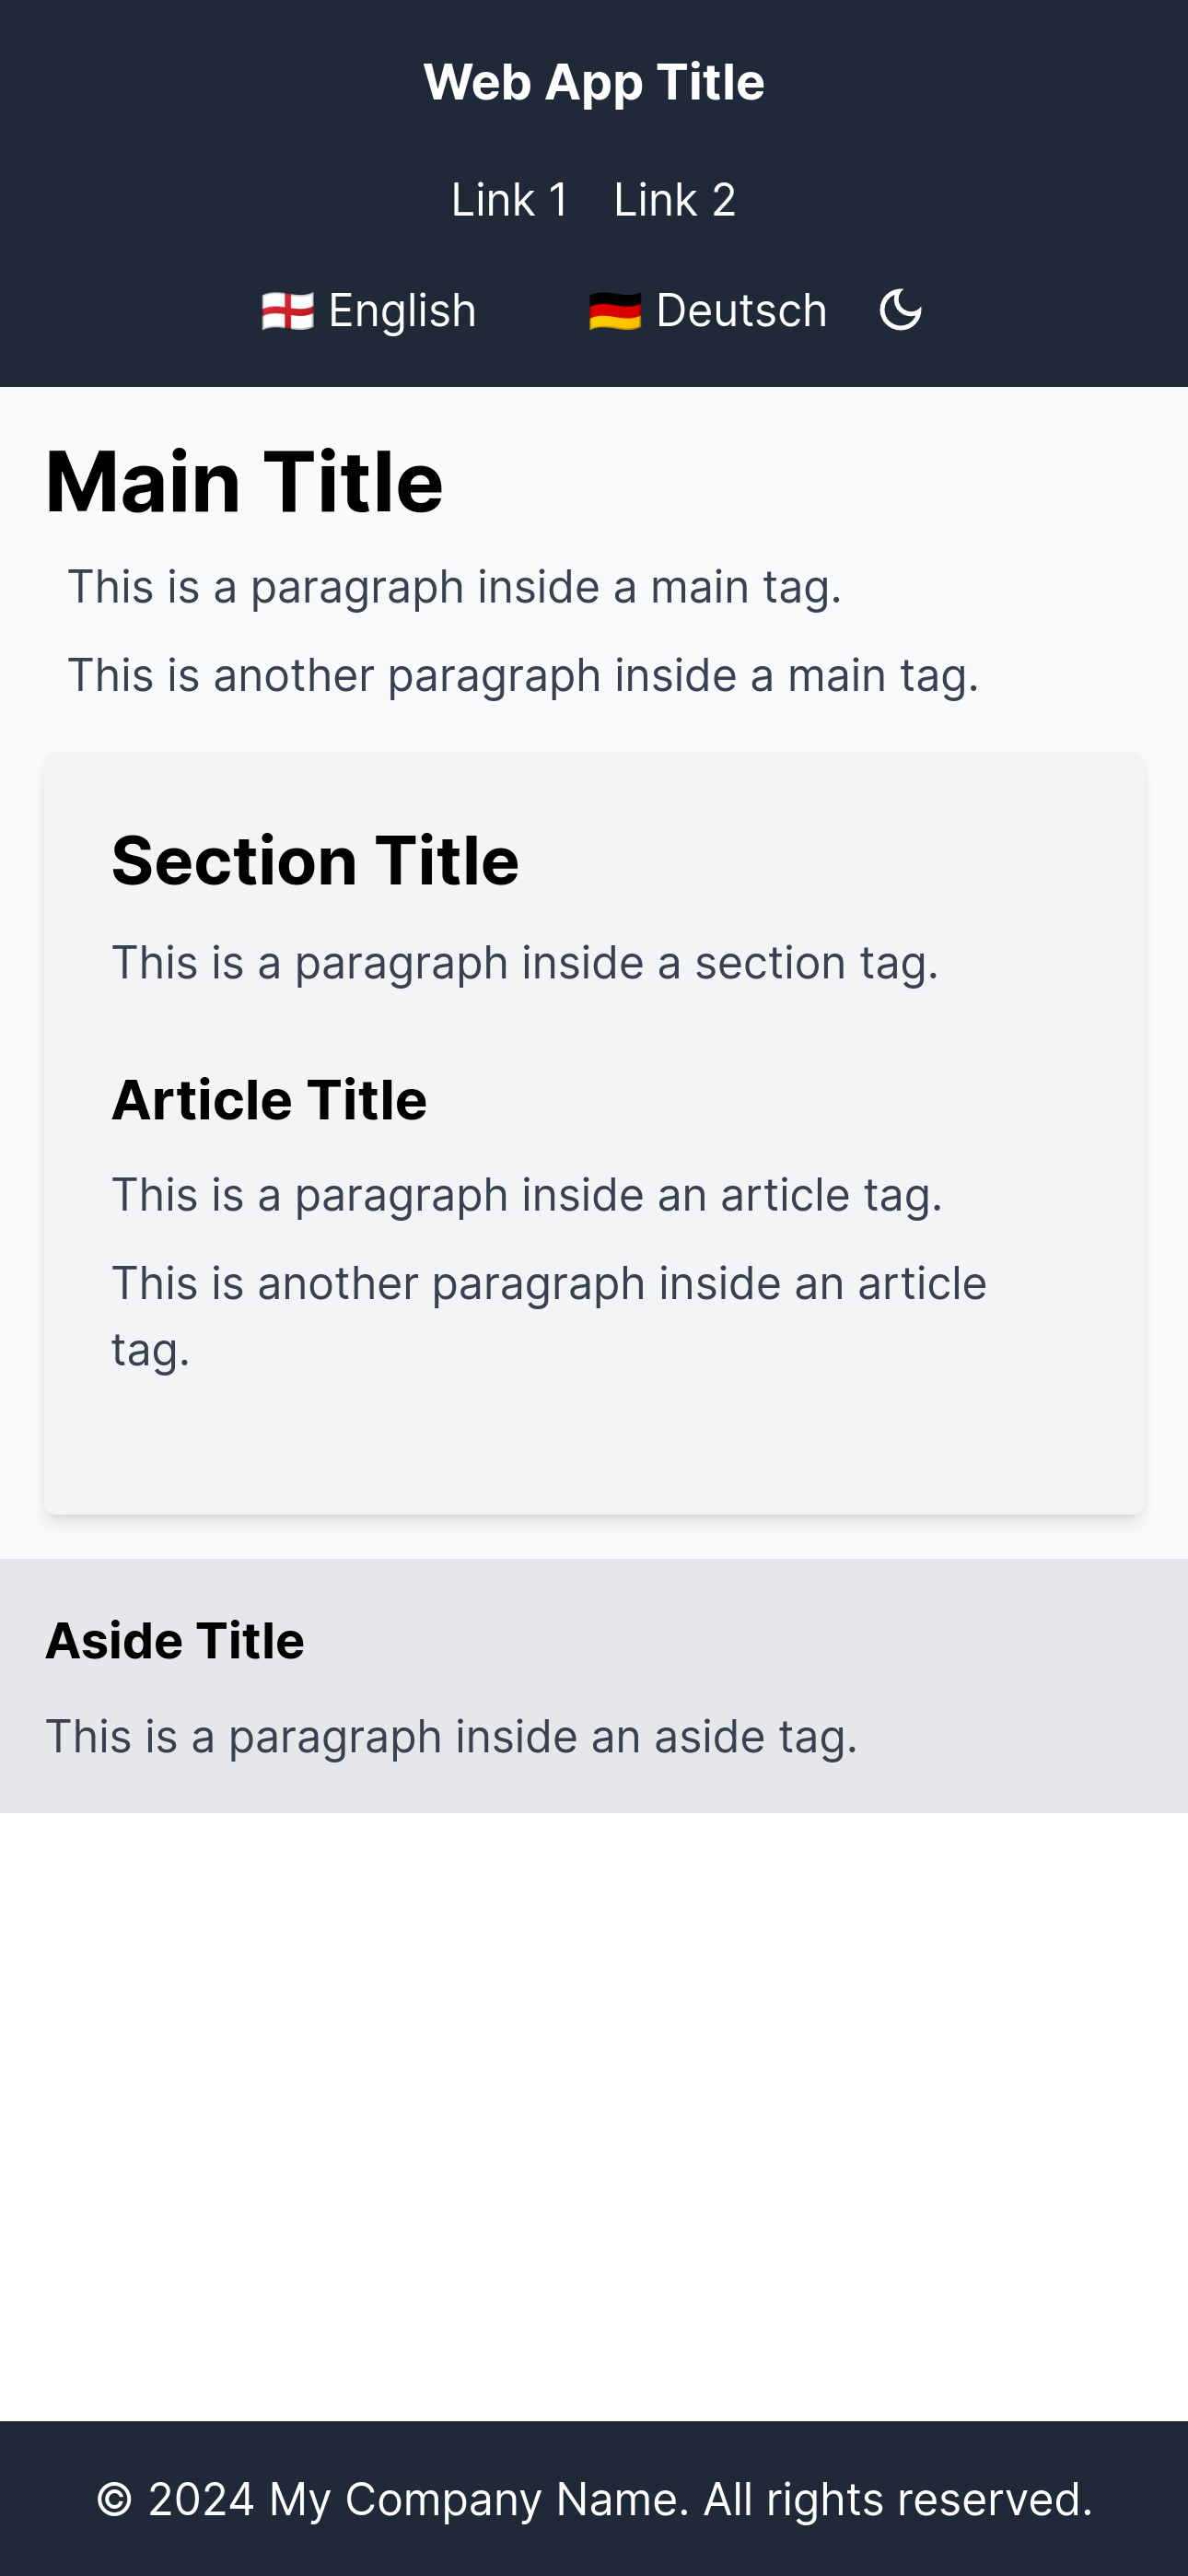 Web App Title
Link 1 Link 2
🏴󠁧󠁢󠁥󠁮󠁧󠁿 English 🇩🇪 Deutsch
Main Title
This is a paragraph inside a main tag.
This is another paragraph inside a main tag.
Section Title
This is a paragraph inside a section tag.
Article Title
This is a paragraph inside an article tag.
This is another paragraph inside an article
tag.
Aside Title
This is a paragraph inside an aside tag.
© 2024 My Company Name. All rights reserved.